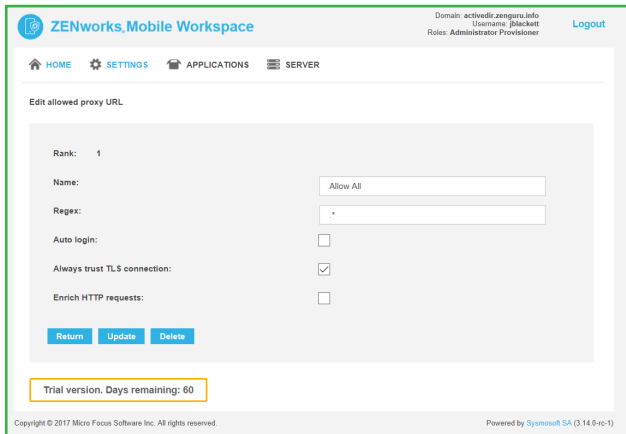 ZENworks® Mobile Workspace
Domain: activedir.zenguru.info
Username: jblackett
Roles: Administrator Provisioner
Logout
HOME SETTINGS APPLICATIONS SERVER
Edit allowed proxy URL
Rank: 1
Name: Allow All
Regex: .*
Auto login:
Always trust TLS connection:
Enrich HTTP requests:
Return Update Delete
Trial version. Days remaining: 60
Copyright © 2017 Micro Focus Software Inc. All rights reserved. Powered by Sysmosoft SA (3.14.0-rc-1)